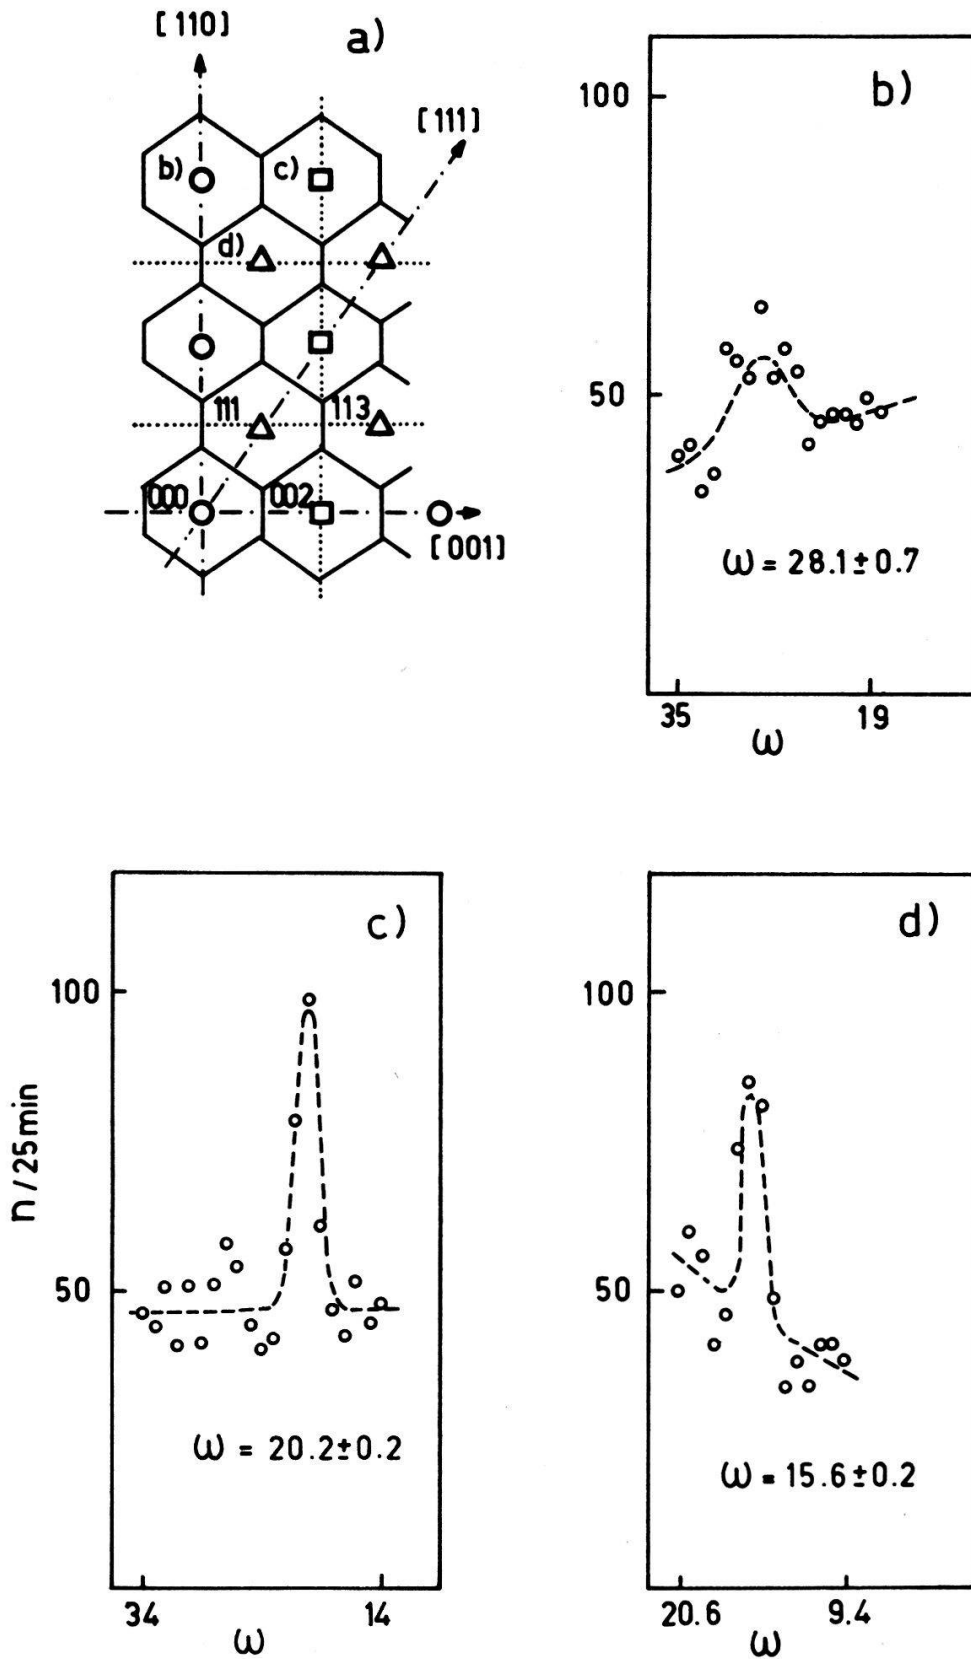 [110]
a)
[111]
b)
c)
d)
111
113
000
002
[001]
b)
100
50
ω = 28.1±0.7
35
19
ω
c)
100
n/25min
50
ω = 20.2±0.2
34
14
ω
d)
100
50
ω = 15.6±0.2
20.6
9.4
ω